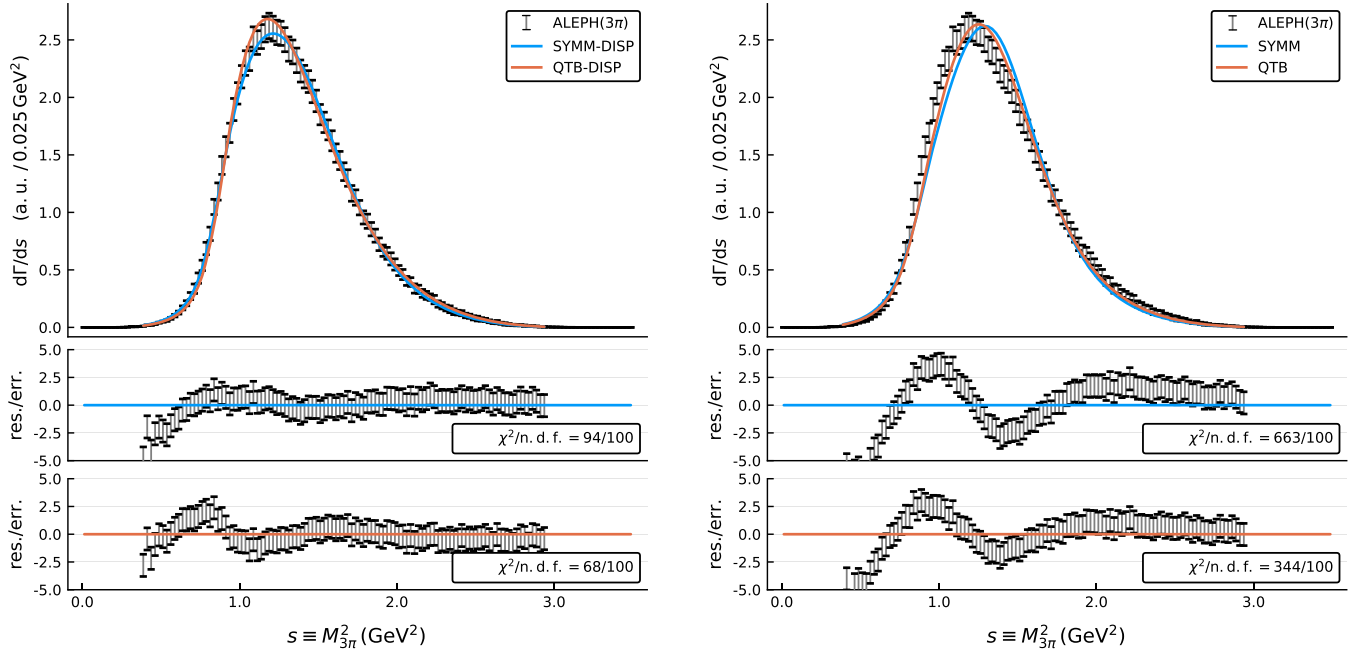 dΓ/ds (a. u. / 0.025 GeV²)
2.5
2.0
1.5
1.0
0.5
0.0
ALEPH(3π)
SYMM-DISP
QTB-DISP
res./err.
5.0
2.5
0.0
-2.5
-5.0
χ²/n. d. f. = 94/100
res./err.
5.0
2.5
0.0
-2.5
-5.0
χ²/n. d. f. = 68/100
0.0 1.0 2.0 3.0
s ≡ M²₃π (GeV²)
dΓ/ds (a. u. / 0.025 GeV²)
2.5
2.0
1.5
1.0
0.5
0.0
ALEPH(3π)
SYMM
QTB
res./err.
5.0
2.5
0.0
-2.5
-5.0
χ²/n. d. f. = 663/100
res./err.
5.0
2.5
0.0
-2.5
-5.0
χ²/n. d. f. = 344/100
0.0 1.0 2.0 3.0
s ≡ M²₃π (GeV²)